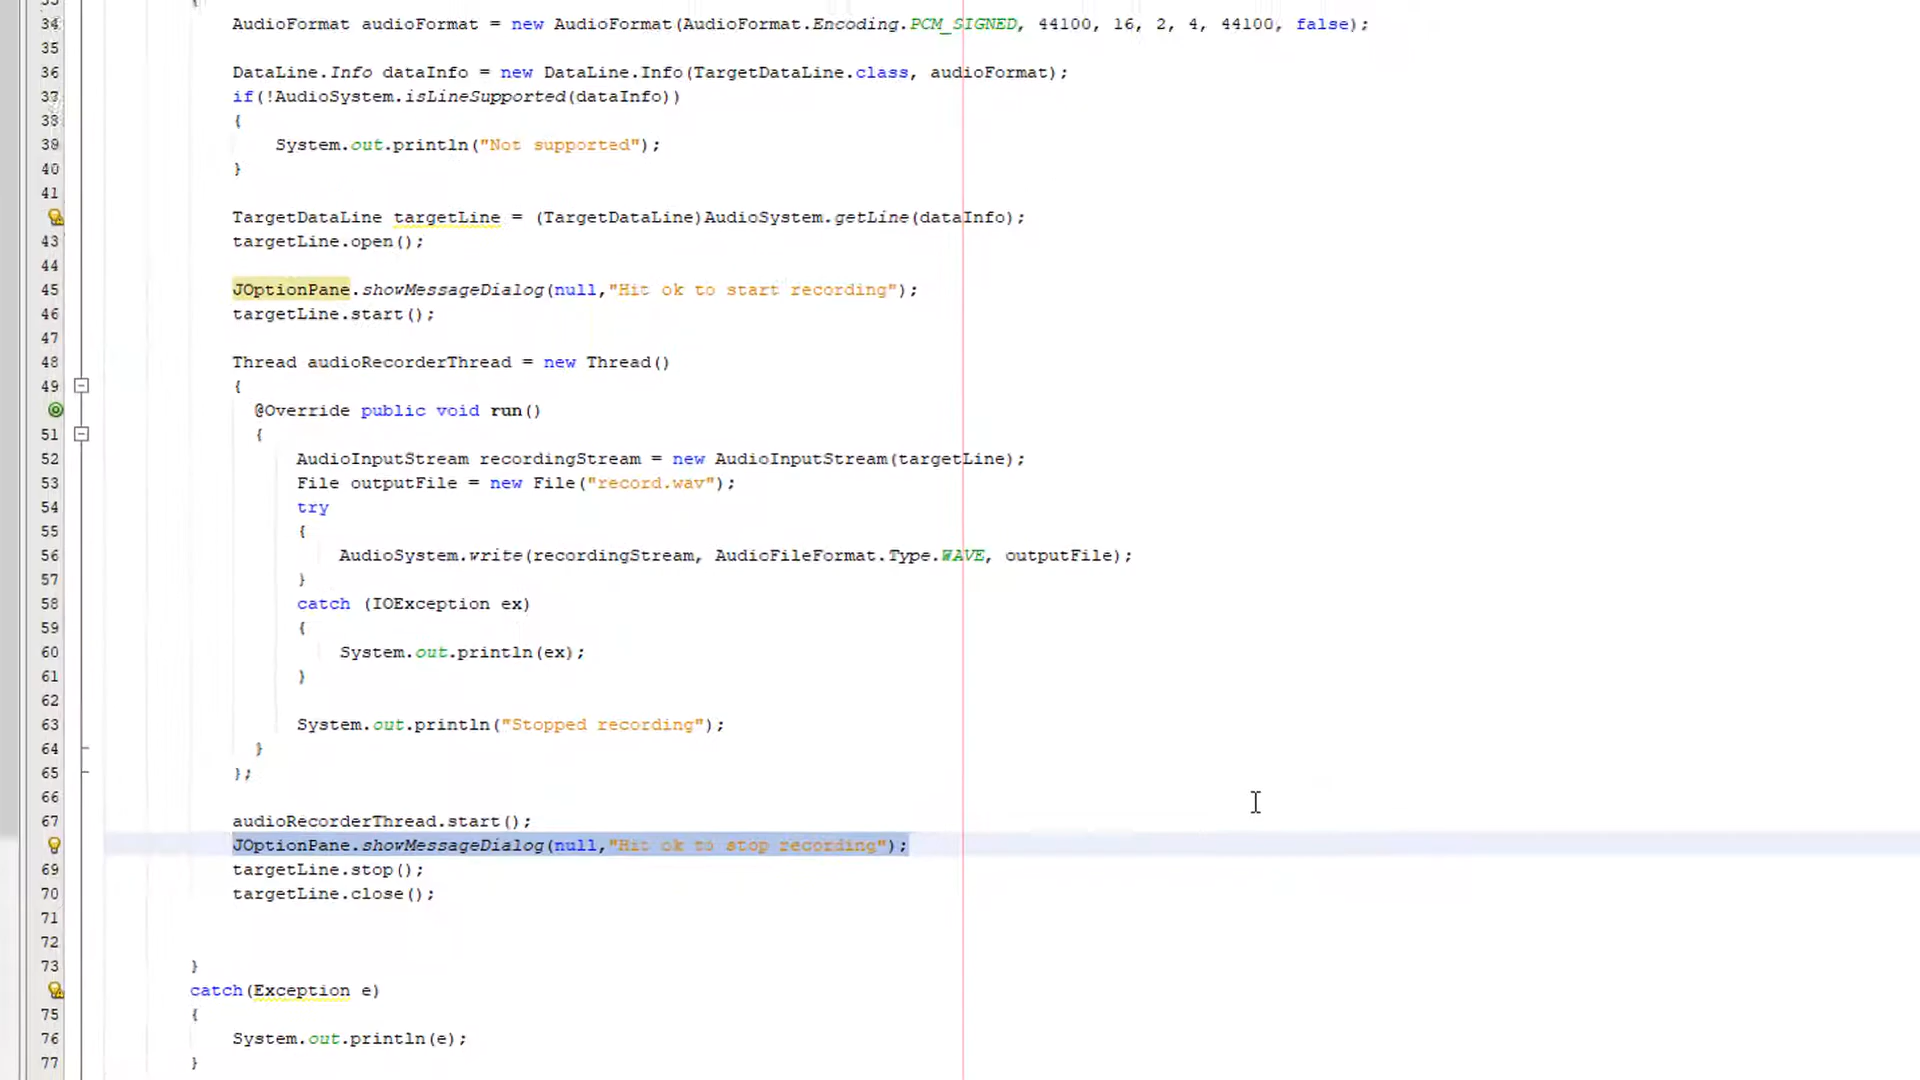 34 AudioFormat audioFormat = new AudioFormat(AudioFormat.Encoding.PCM_SIGNED, 44100, 16, 2, 4, 44100, false);
35
36 DataLine.Info dataInfo = new DataLine.Info(TargetDataLine.class, audioFormat);
37 if(!AudioSystem.isLineSupported(dataInfo))
38 {
39 System.out.println("Not supported");
40 }
41
TargetDataLine targetLine = (TargetDataLine)AudioSystem.getLine(dataInfo);
43 targetLine.open();
44
45 JOptionPane.showMessageDialog(null,"Hit ok to start recording");
46 targetLine.start();
47
48 Thread audioRecorderThread = new Thread()
49 {
@Override public void run()
51 {
52 AudioInputStream recordingStream = new AudioInputStream(targetLine);
53 File outputFile = new File("record.wav");
54 try
55 {
56 AudioSystem.write(recordingStream, AudioFileFormat.Type.WAVE, outputFile);
57 }
58 catch (IOException ex)
59 {
60 System.out.println(ex);
61 }
62
63 System.out.println("Stopped recording");
64 }
65 };
66
67 audioRecorderThread.start();
JOptionPane.showMessageDialog(null,"Hit ok to stop recording");
69 targetLine.stop();
70 targetLine.close();
71
72
73 }
catch(Exception e)
75 {
76 System.out.println(e);
77 }